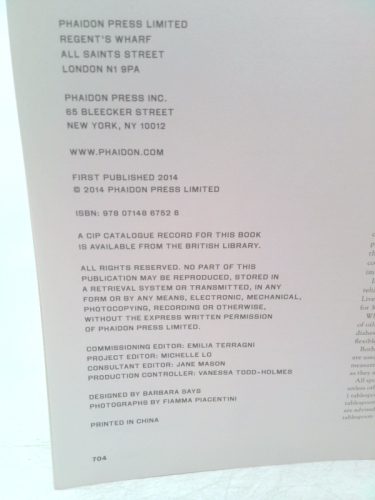 PHAIDON PRESS LIMITED
REGENT'S WHARF
ALL SAINTS STREET
LONDON N1 9PA
PHAIDON PRESS INC.
65 BLEECKER STREET
NEW YORK, NY 10012
WWW.PHAIDON.COM
FIRST PUBLISHED 2014
© 2014 PHAIDON PRESS LIMITED
ISBN: 978 07148 6752 6
A CIP CATALOGUE RECORD FOR THIS BOOK
IS AVAILABLE FROM THE BRITISH LIBRARY.
ALL RIGHTS RESERVED. NO PART OF THIS
PUBLICATION MAY BE REPRODUCED, STORED IN
A RETRIEVAL SYSTEM OR TRANSMITTED, IN ANY
FORM OR BY ANY MEANS, ELECTRONIC, MECHANICAL,
PHOTOCOPYING, RECORDING OR OTHERWISE,
WITHOUT THE EXPRESS WRITTEN PERMISSION
OF PHAIDON PRESS LIMITED.
COMMISSIONING EDITOR: EMILIA TERRAGNI
PROJECT EDITOR: MICHELLE LO
CONSULTANT EDITOR: JANE MASON
PRODUCTION CONTROLLER: VANESSA TODD-HOLMES
DESIGNED BY BARBARA SAYS
PHOTOGRAPHS BY FIAMMA PIACENTINI
PRINTED IN CHINA
704